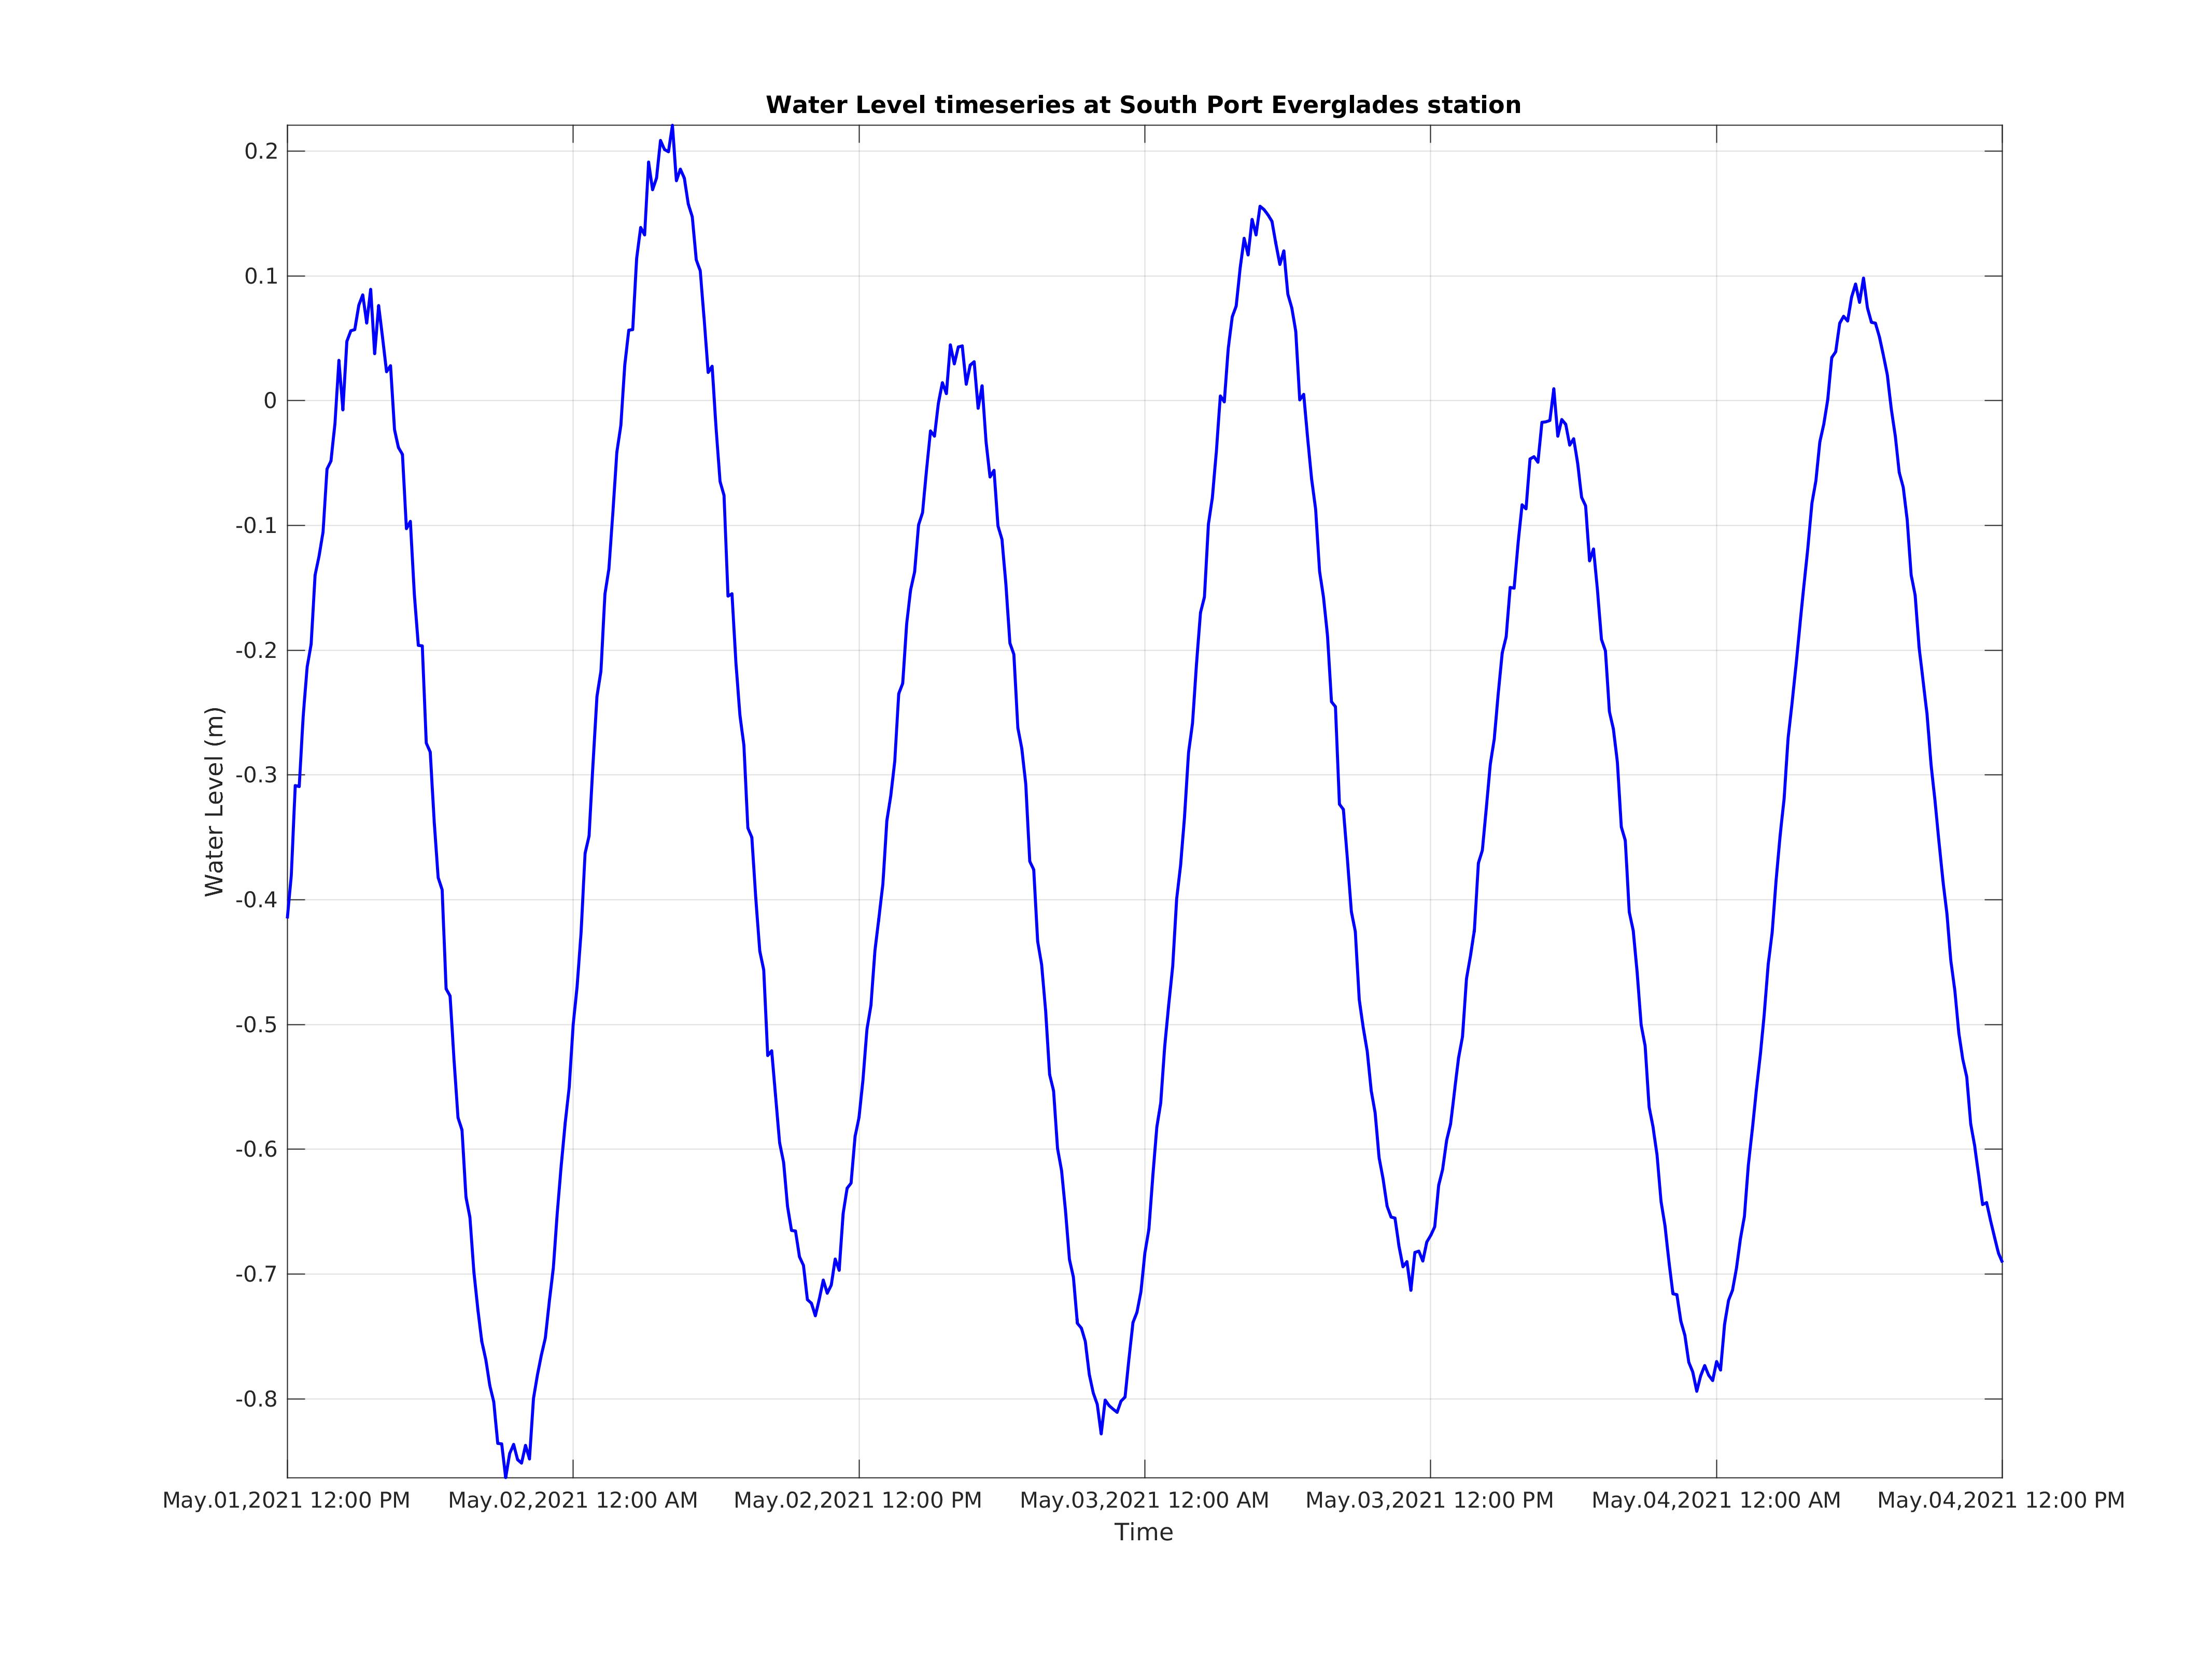 Water Level timeseries at South Port Everglades station
0.2
0.1
0
-0.1
-0.2
-0.3
-0.4
-0.5
-0.6
-0.7
-0.8
Water Level (m)
May.01,2021 12:00 PM
May.02,2021 12:00 AM
May.02,2021 12:00 PM
May.03,2021 12:00 AM
May.03,2021 12:00 PM
May.04,2021 12:00 AM
May.04,2021 12:00 PM
Time